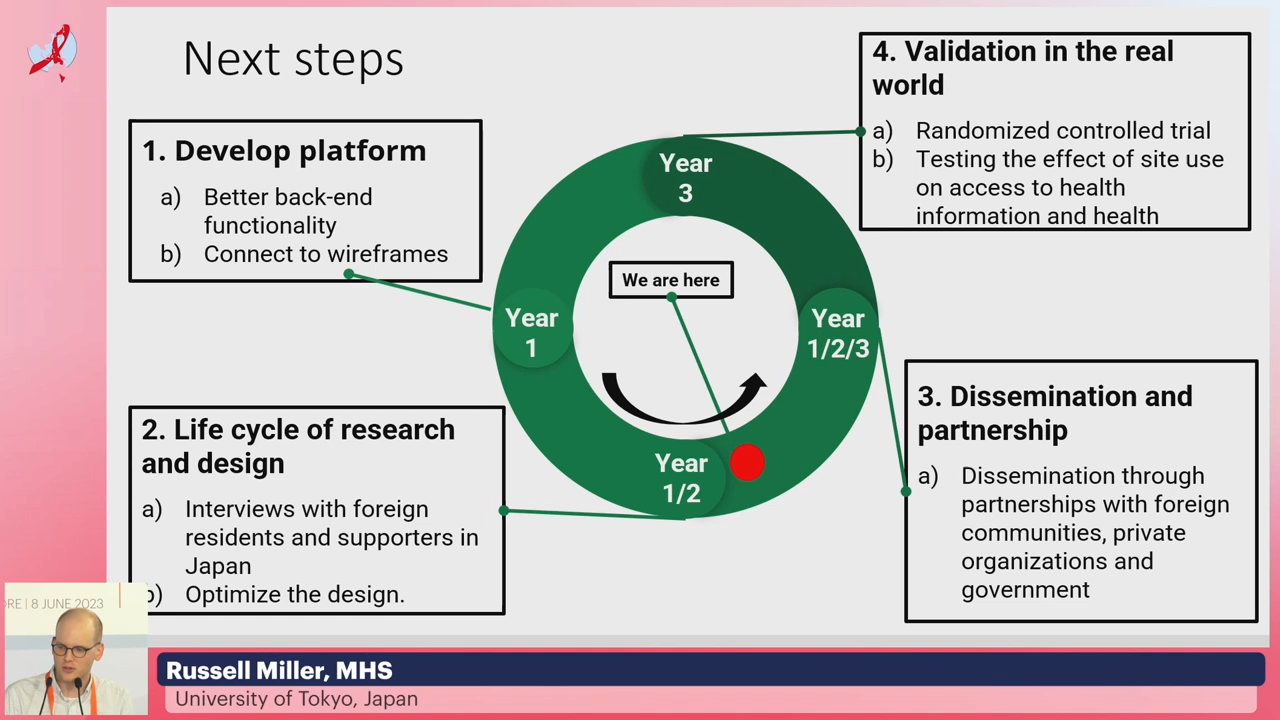 Next steps
1. Develop platform
a) Better back-end
functionality
b) Connect to wireframes
2. Life cycle of research
and design
a) Interviews with foreign
residents and supporters in
Japan
b) Optimize the design.
Year
3
We are here
Year
1
Year
1/2/3
Year
1/2
4. Validation in the real
world
a) Randomized controlled trial
b) Testing the effect of site use
on access to health
information and health
3. Dissemination and
partnership
a) Dissemination through
partnerships with foreign
communities, private
organizations and
government
ORE | 8 JUNE 2023
Russell Miller, MHS
University of Tokyo, Japan